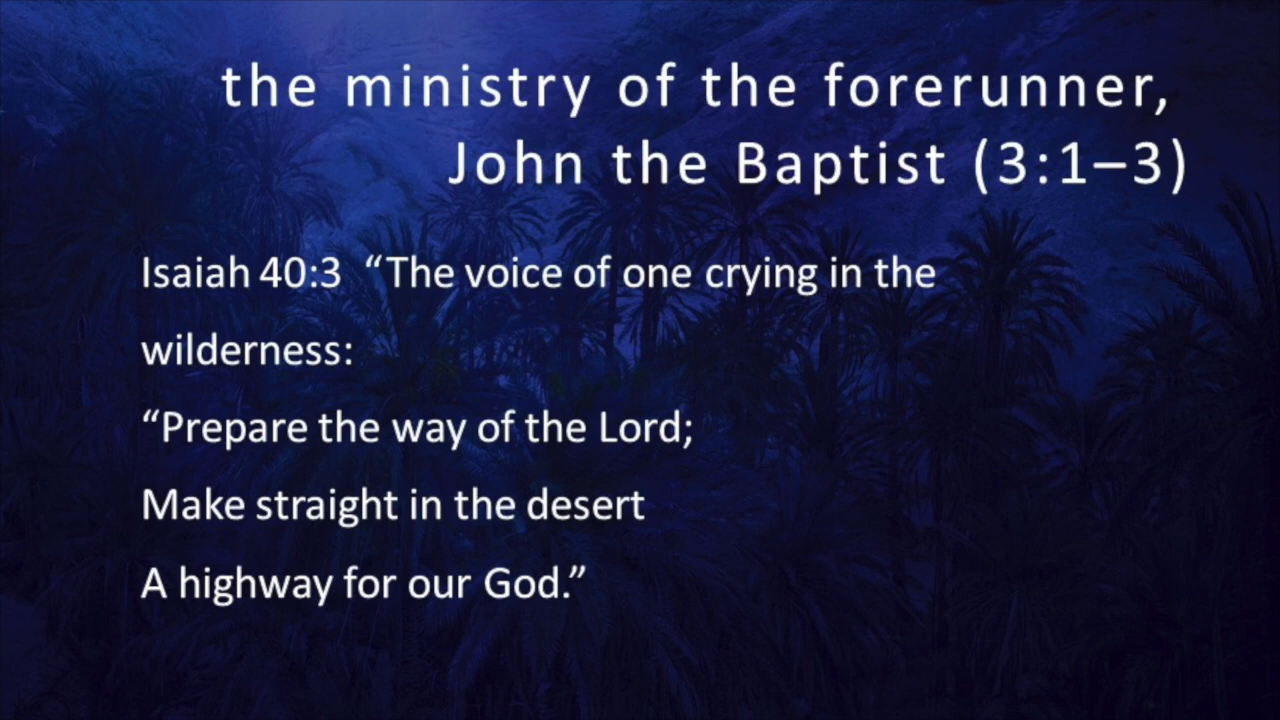 the ministry of the forerunner,
John the Baptist (3:1–3)
Isaiah 40:3  “The voice of one crying in the
wilderness:
“Prepare the way of the Lord;
Make straight in the desert
A highway for our God.”